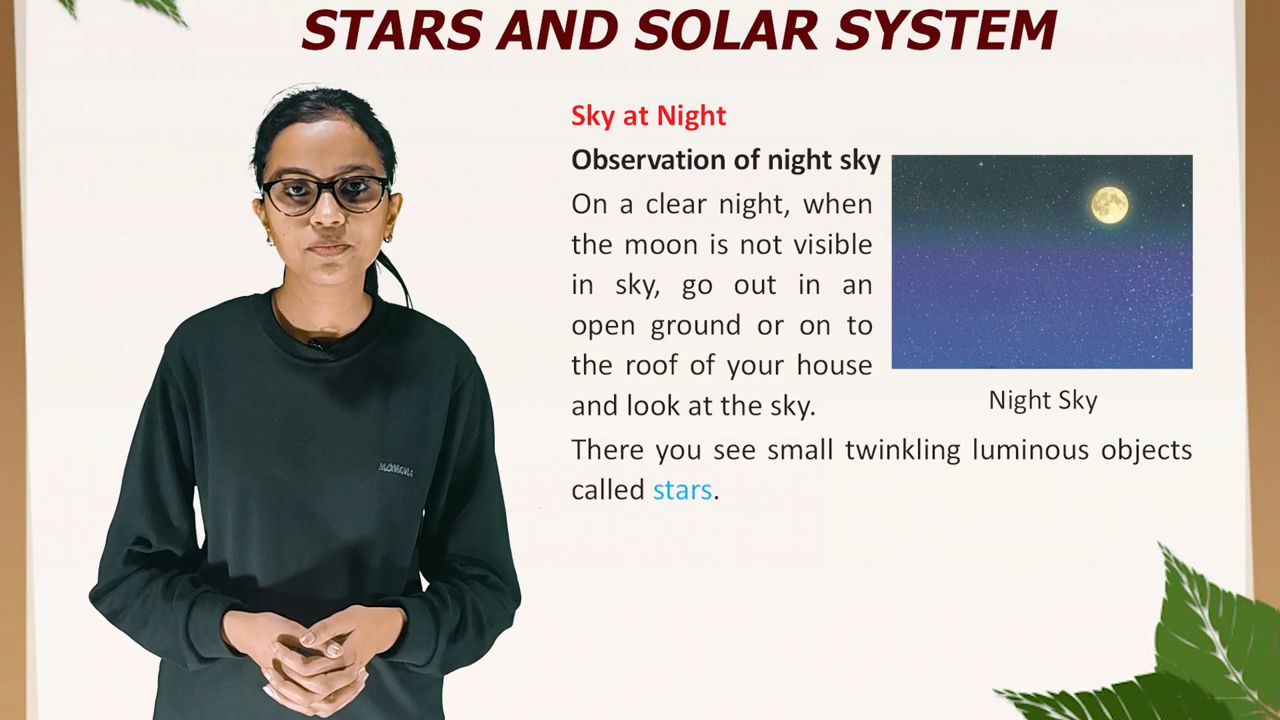 STARS AND SOLAR SYSTEM
Sky at Night
Observation of night sky
On a clear night, when
the moon is not visible
in sky, go out in an
open ground or on to
the roof of your house
and look at the sky.
Night Sky
There you see small twinkling luminous objects
called stars.